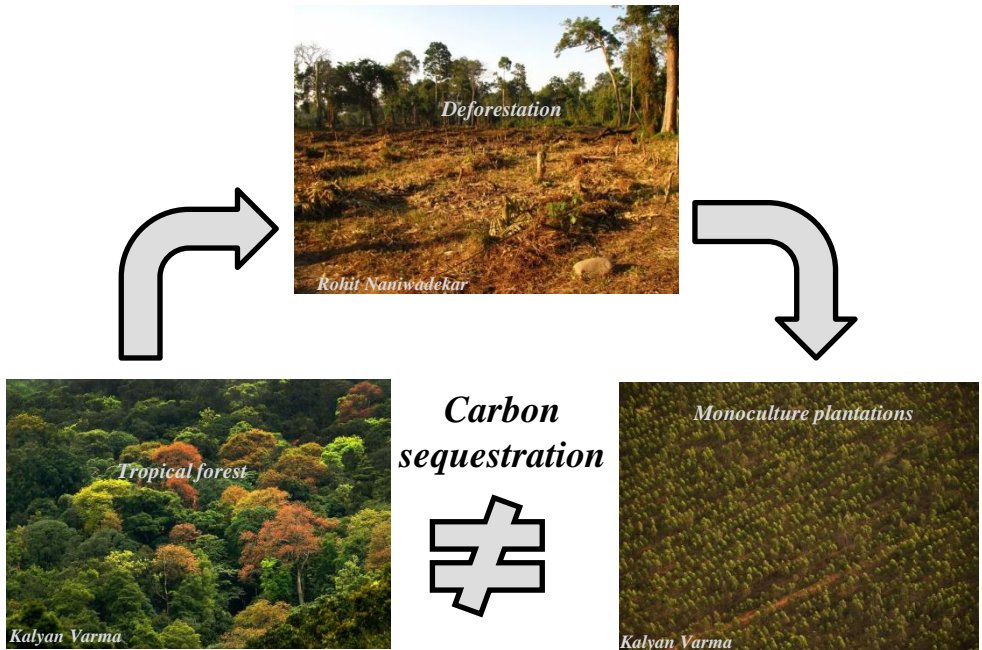 Deforestation
Rohit Naniwadekar
Carbon
sequestration
Tropical forest
Monoculture plantations
Kalyan Varma
Kalyan Varma